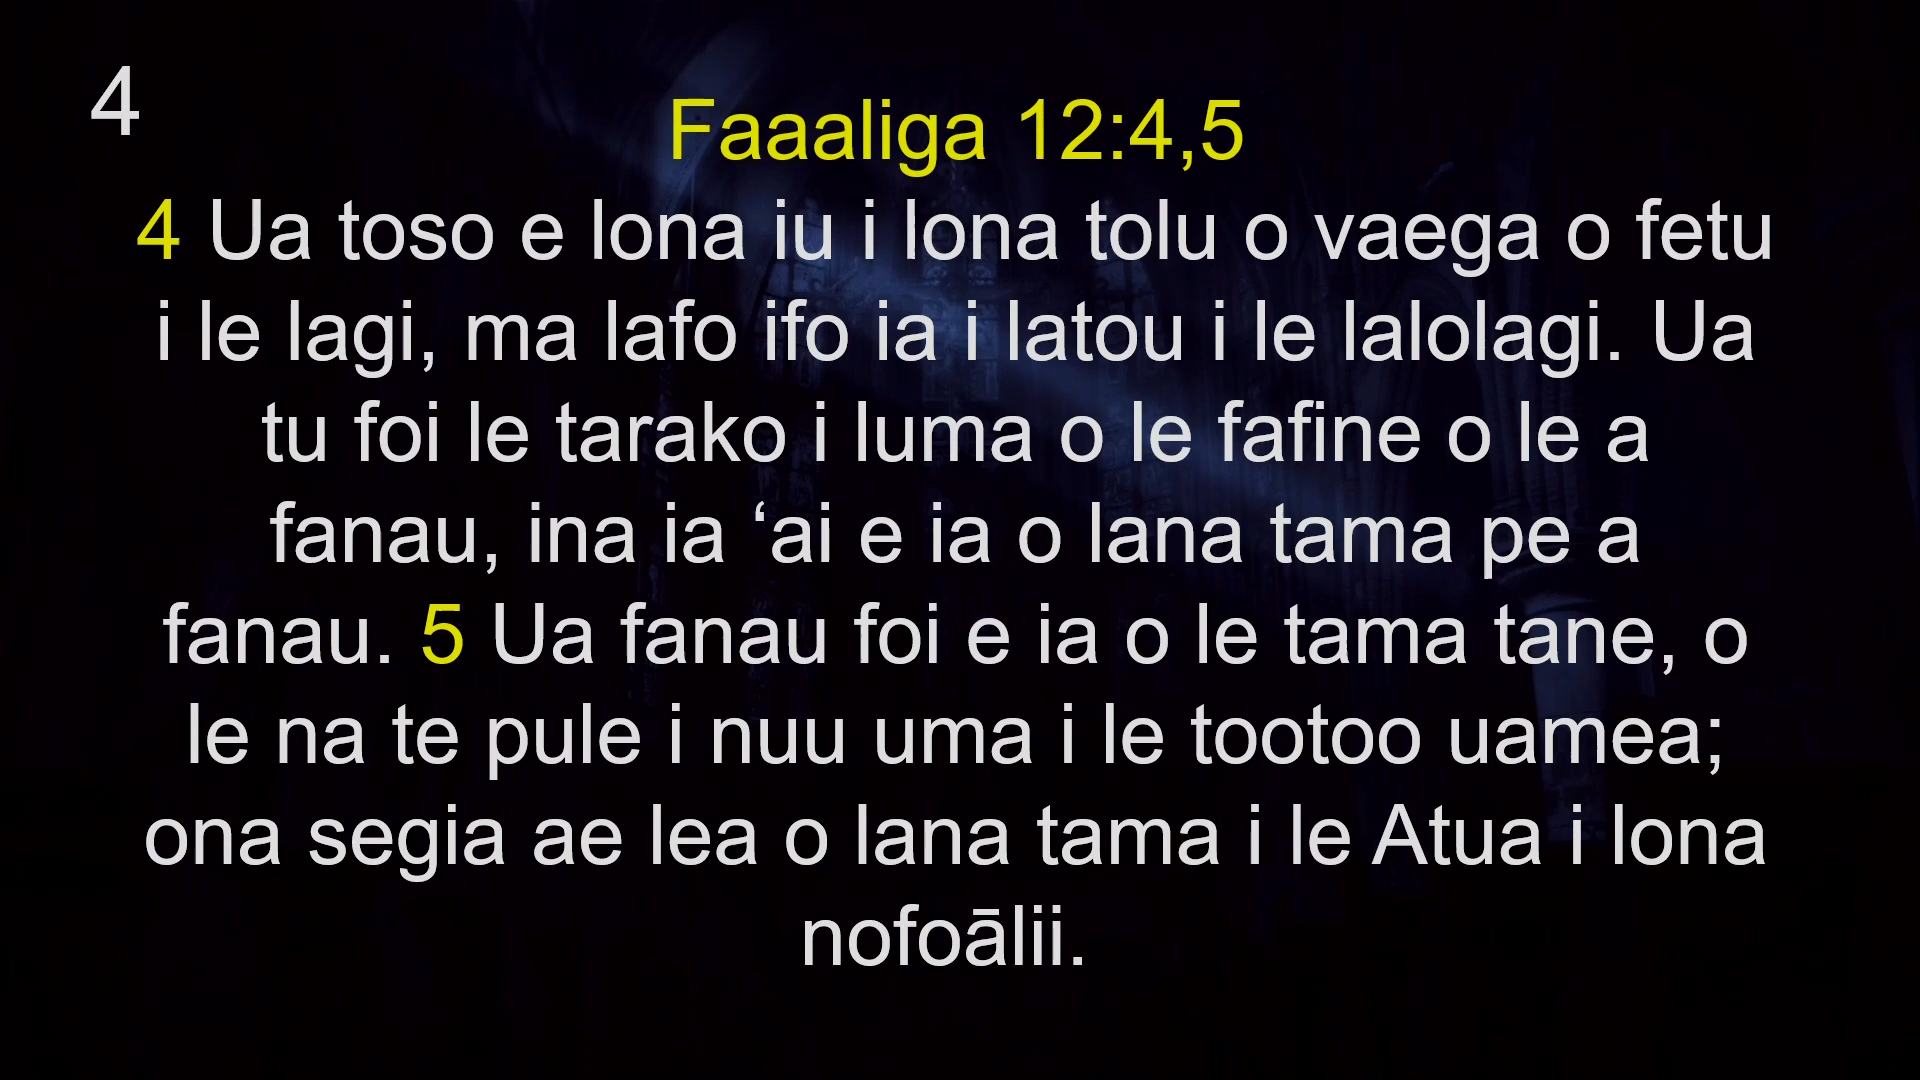 4
Faaaliga 12:4,5
4 Ua toso e lona iu i lona tolu o vaega o fetu
i le lagi, ma lafo ifo ia i latou i le lalolagi. Ua
tu foi le tarako i luma o le fafine o le a
fanau, ina ia ‘ai e ia o lana tama pe a
fanau. 5 Ua fanau foi e ia o le tama tane, o
le na te pule i nuu uma i le tootoo uamea;
ona segia ae lea o lana tama i le Atua i lona
nofoālii.